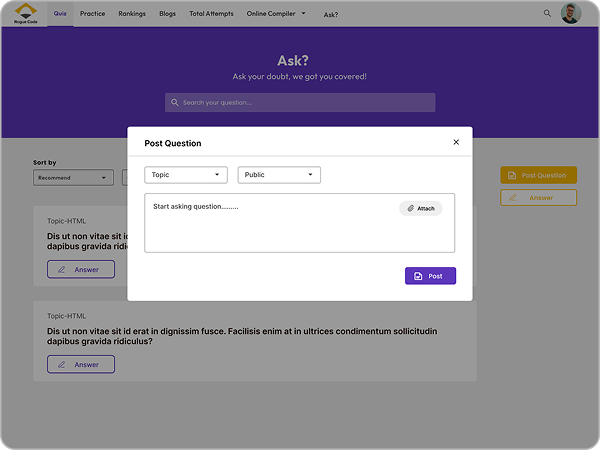 Rogue Code
Quiz
Practice
Rankings
Blogs
Total Attempts
Online Compiler
Ask?
Ask?
Ask your doubt, we got you covered!
Search your question...
Post Question
Topic
Public
Start asking question.........
Attach
Post
Sort by
Recommend
Post Question
Answer
Topic-HTML
Dis ut non vitae sit id
dapibus gravida ridi
Answer
Topic-HTML
Dis ut non vitae sit id erat in dignissim fusce. Facilisis enim at in ultrices condimentum sollicitudin
dapibus gravida ridiculus?
Answer